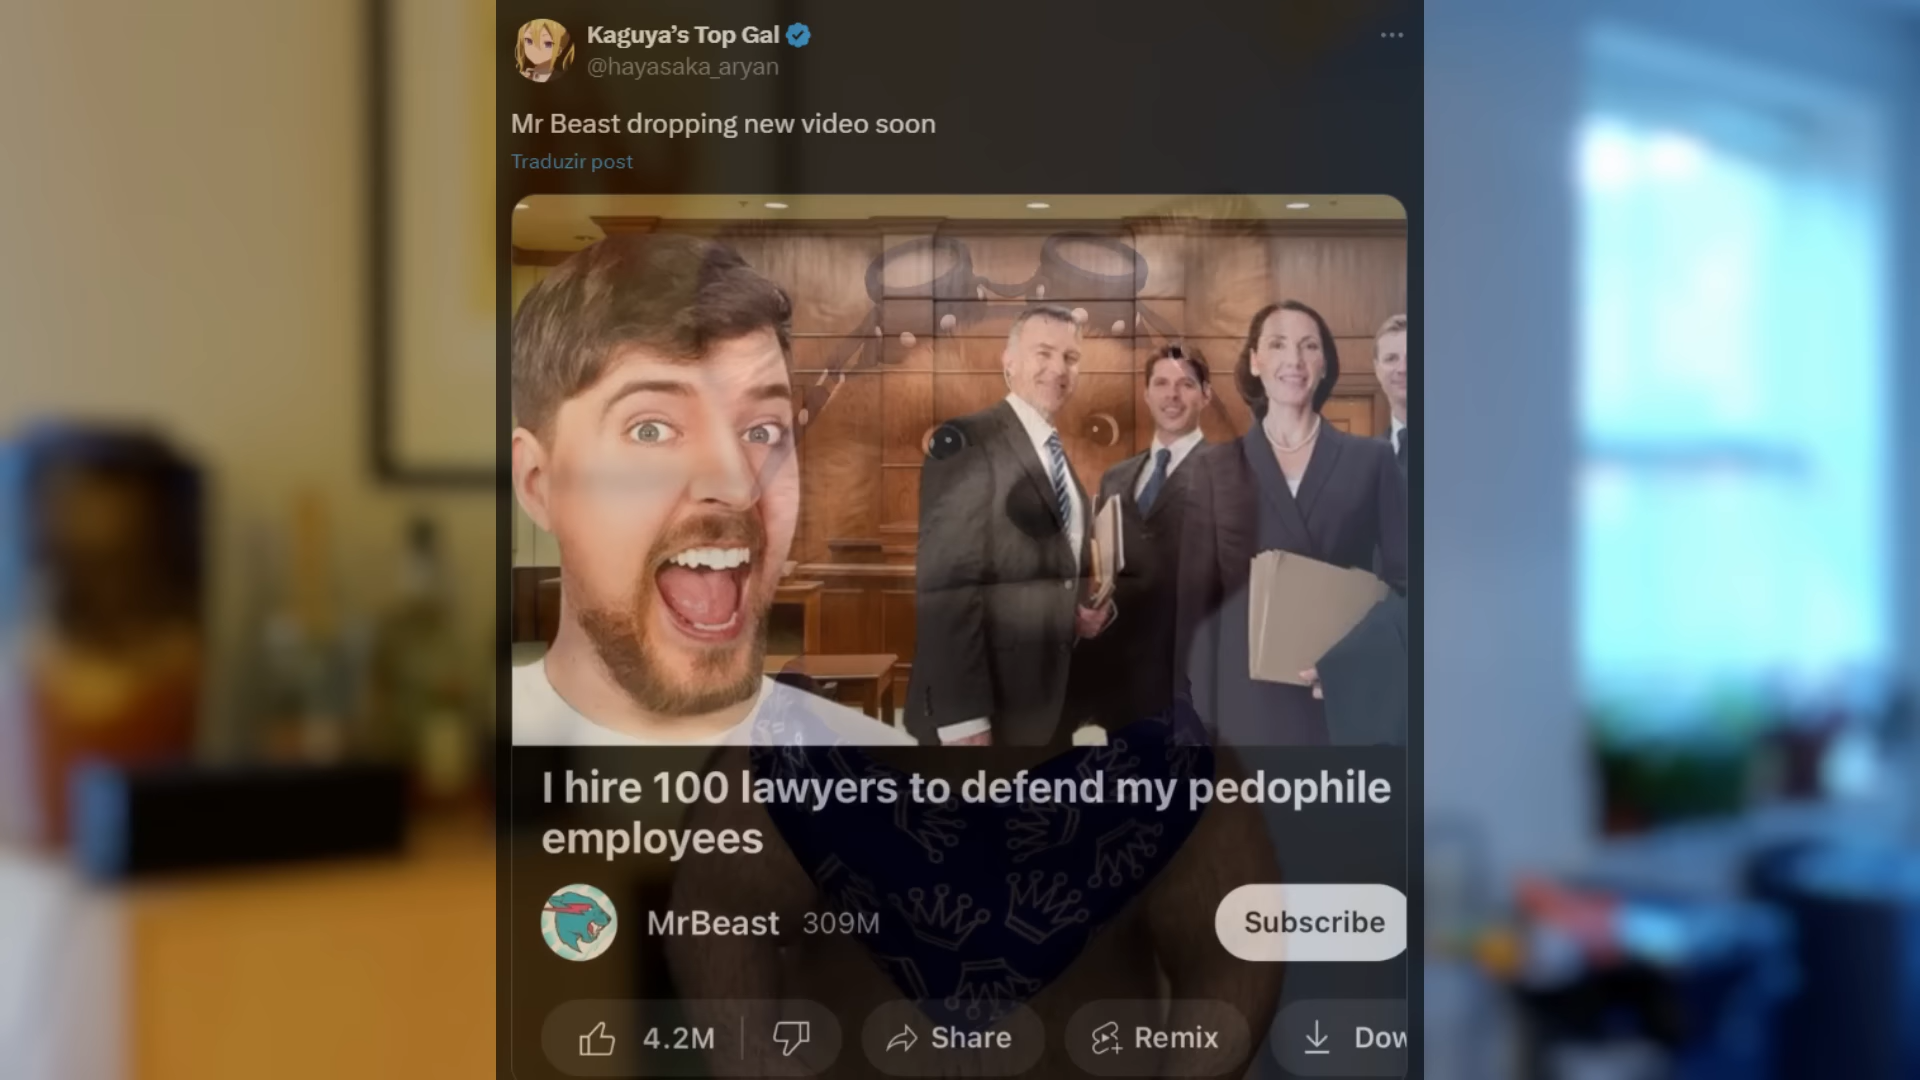 Kaguya's Top Gal
@hayasaka_aryan
Mr Beast dropping new video soon
Traduzir post
I hire 100 lawyers to defend my pedophile
employees
MrBeast 309M
Subscribe
4.2M
Share
Remix
Dow